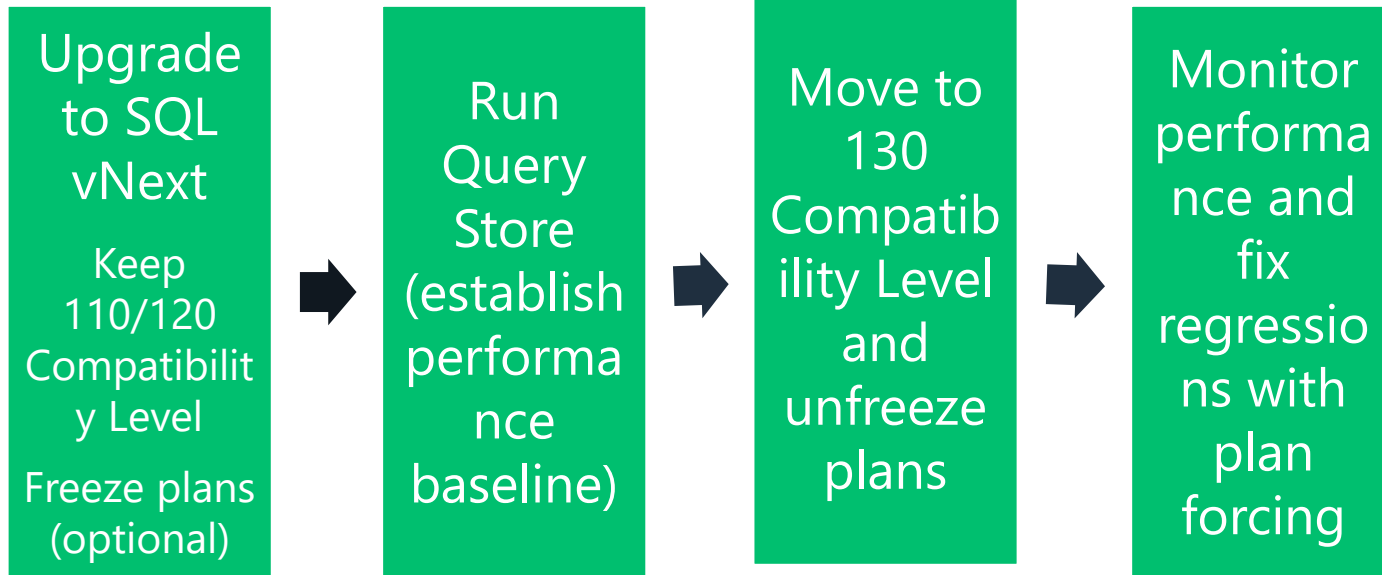 Upgrade
to SQL
vNext
Keep
110/120
Compatibilit
y Level
Freeze plans
(optional)
Run
Query
Store
(establish
performa
nce
baseline)
Move to
130
Compatib
ility Level
and
unfreeze
plans
Monitor
performa
nce and
fix
regressio
ns with
plan
forcing